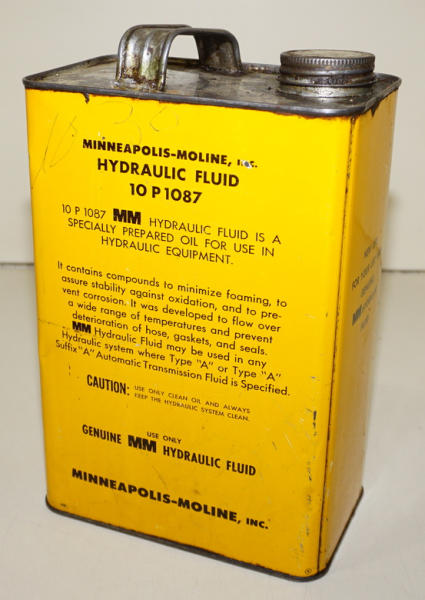 MINNEAPOLIS-MOLINE, INC.
HYDRAULIC FLUID
10 P 1087
10 P 1087 MM HYDRAULIC FLUID IS A
SPECIALLY PREPARED OIL FOR USE IN
HYDRAULIC EQUIPMENT.
It contains compounds to minimize foaming, to
assure stability against oxidation, and to pre-
vent corrosion. It was developed to flow over
a wide range of temperatures and prevent
deterioration of hose, gaskets, and seals.
MM Hydraulic Fluid may be used in any
Hydraulic system where Type "A" or Type "A"
Suffix "A" Automatic Transmission Fluid is Specified.
CAUTION: USE ONLY CLEAN OIL AND ALWAYS
KEEP THE HYDRAULIC SYSTEM CLEAN.
USE ONLY
GENUINE MM HYDRAULIC FLUID
MINNEAPOLIS-MOLINE, INC.
MM